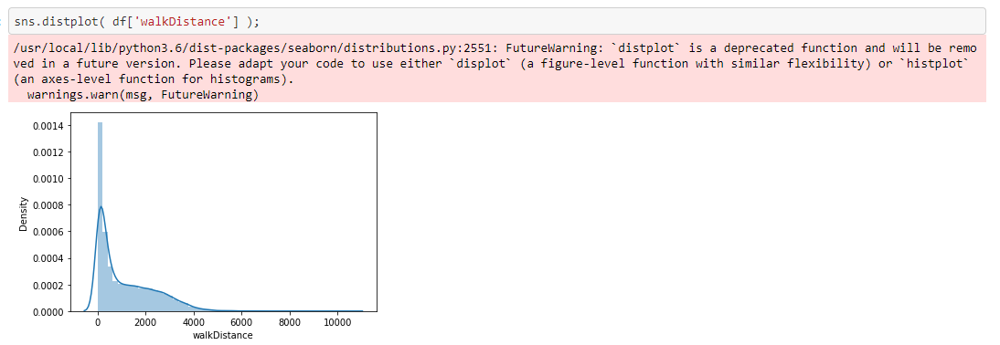 sns.distplot( df['walkDistance'] );
/usr/local/lib/python3.6/dist-packages/seaborn/distributions.py:2551: FutureWarning: `distplot` is a deprecated function and will be remo
ved in a future version. Please adapt your code to use either `displot` (a figure-level function with similar flexibility) or `histplot`
(an axes-level function for histograms).
warnings.warn(msg, FutureWarning)
0.0014
0.0012
0.0010
0.0008
0.0006
0.0004
0.0002
0.0000
Density
0 2000 4000 6000 8000 10000
walkDistance